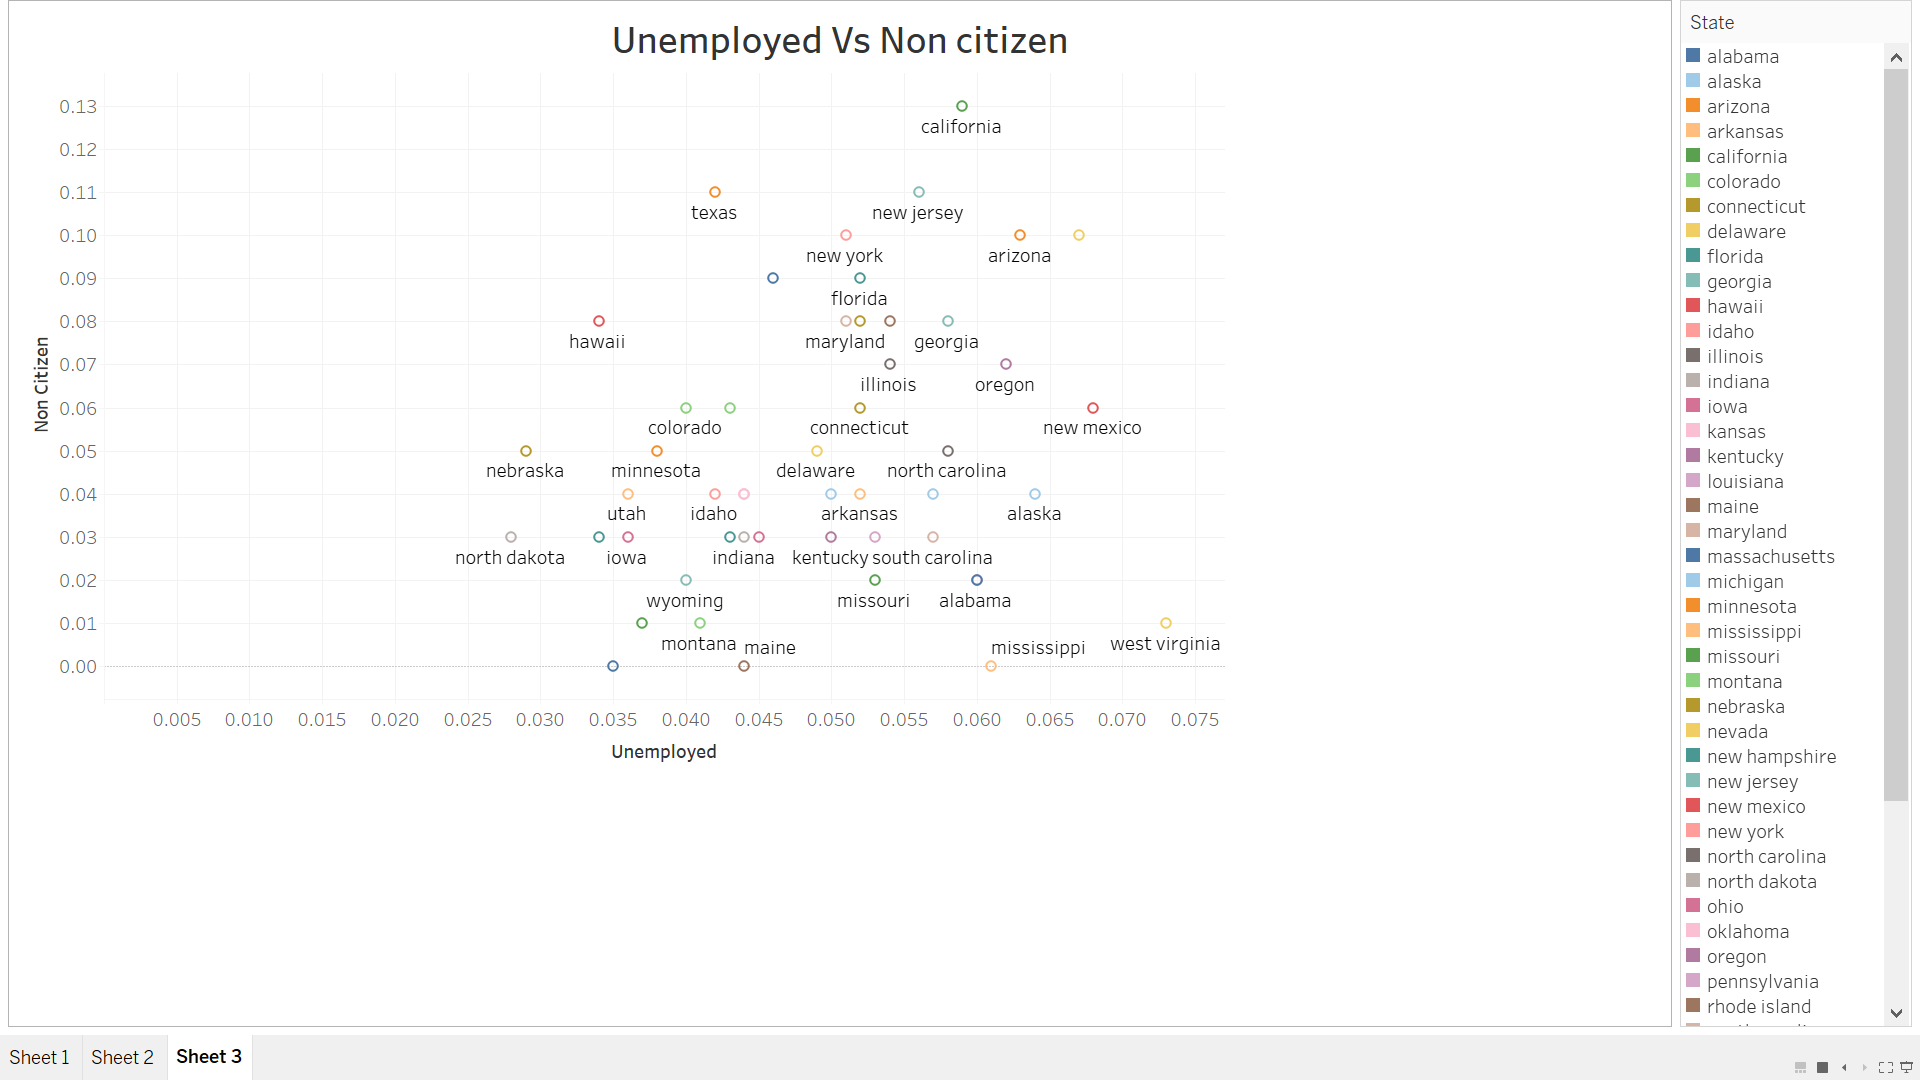 Unemployed Vs Non citizen
0.13
0.12
0.11
0.10
0.09
0.08
0.07
0.06
0.05
0.04
0.03
0.02
0.01
0.00
Non Citizen
california
texas
new jersey
new york
arizona
florida
hawaii
maryland
georgia
illinois
oregon
colorado
connecticut
new mexico
nebraska
minnesota
delaware
north carolina
utah
idaho
arkansas
alaska
north dakota
iowa
indiana
kentucky
south carolina
wyoming
missouri
alabama
montana
maine
mississippi
west virginia
0.005 0.010 0.015 0.020 0.025 0.030 0.035 0.040 0.045 0.050 0.055 0.060 0.065 0.070 0.075
Unemployed
State
alabama
alaska
arizona
arkansas
california
colorado
connecticut
delaware
florida
georgia
hawaii
idaho
illinois
indiana
iowa
kansas
kentucky
louisiana
maine
maryland
massachusetts
michigan
minnesota
mississippi
missouri
montana
nebraska
nevada
new hampshire
new jersey
new mexico
new york
north carolina
north dakota
ohio
oklahoma
oregon
pennsylvania
rhode island
Sheet 1 Sheet 2 Sheet 3